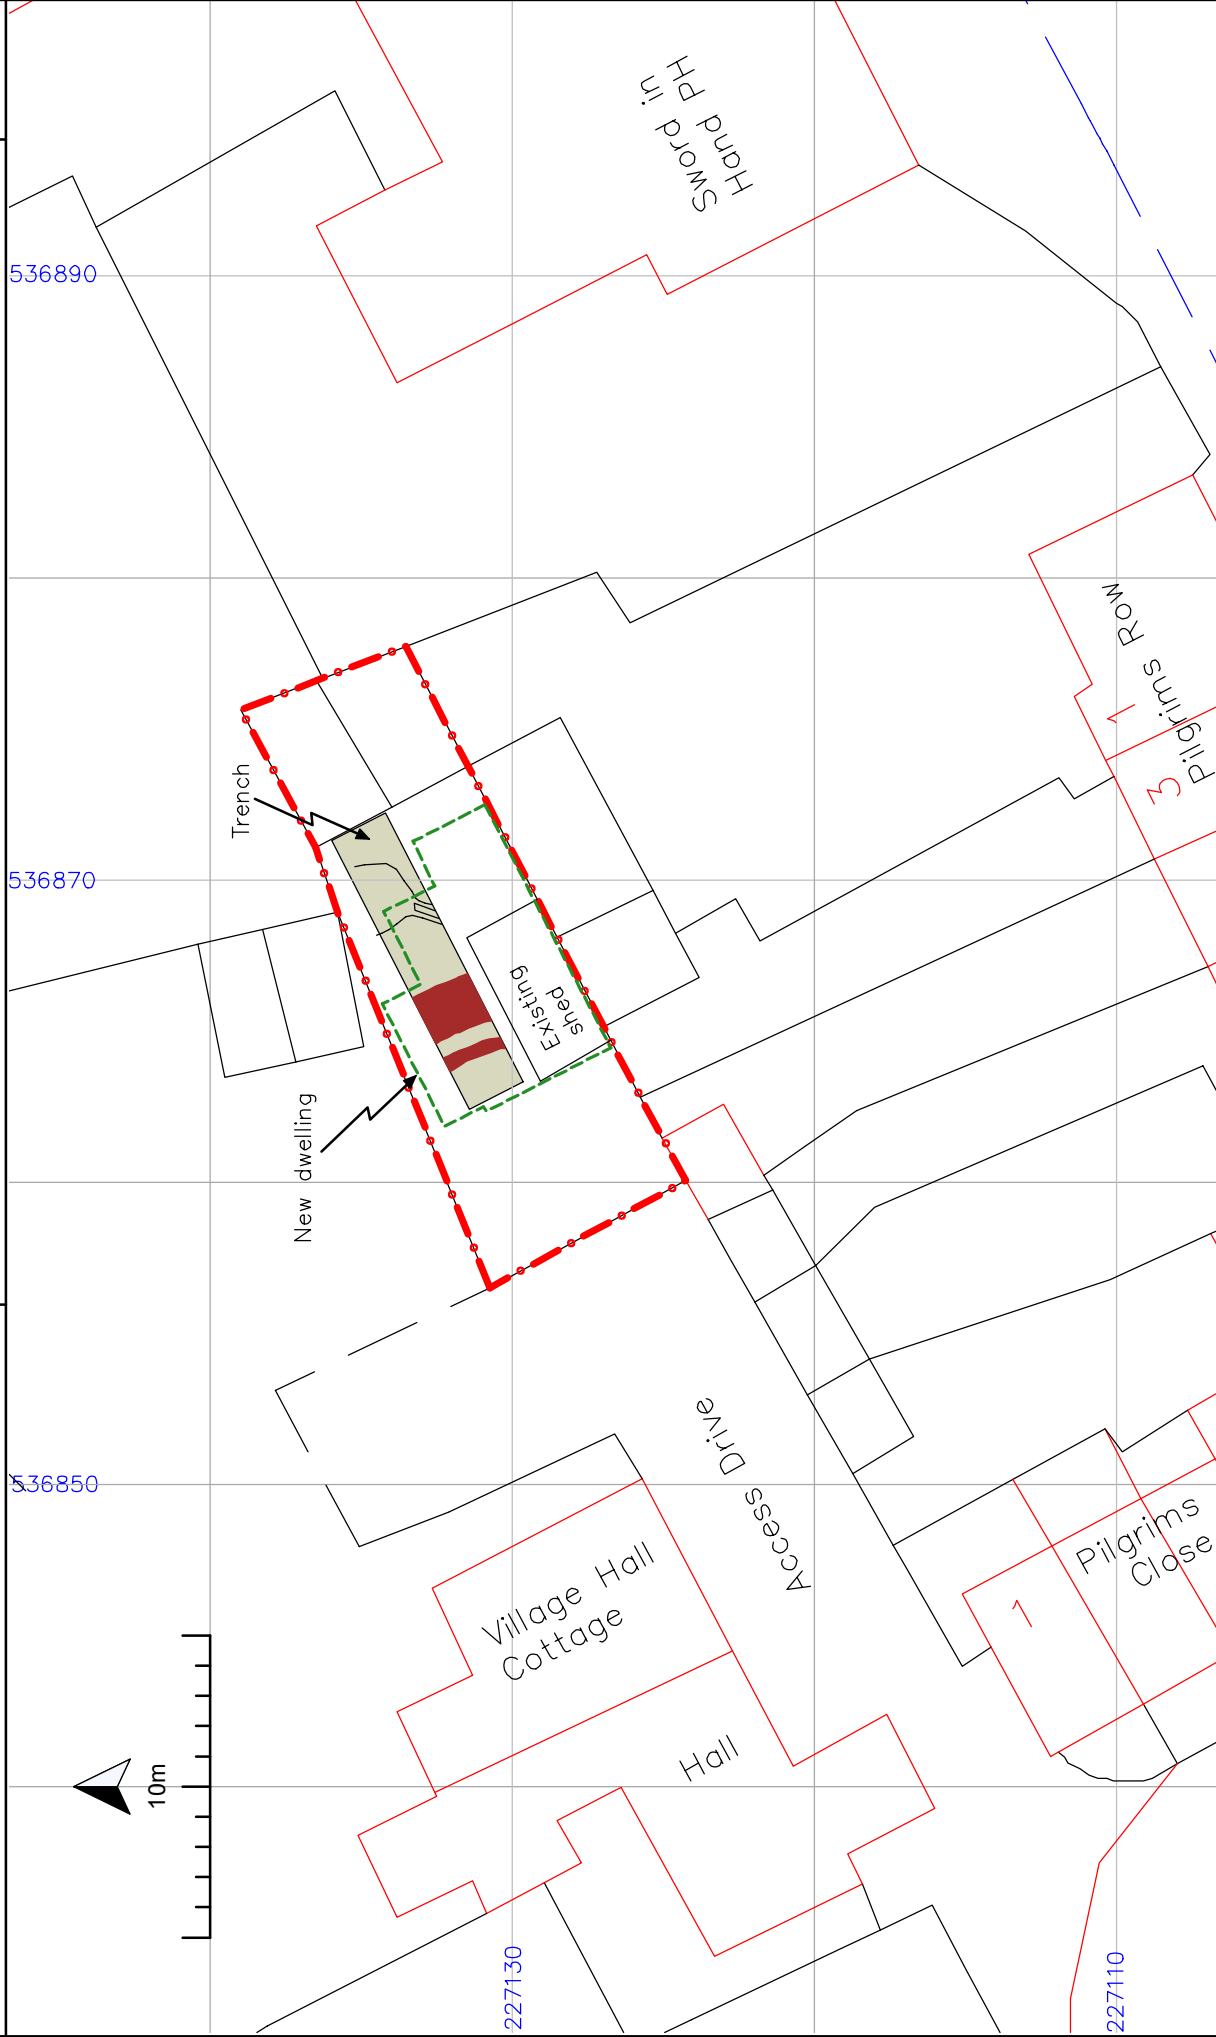 Sword in
Hand PH
536890
Pilgrims Row
1
3
Trench
536870
Existing
shed
New dwelling
Access Drive
536850
Village Hall
Cottage
Pilgrims
Close
1
Hall
10m
227130
227110